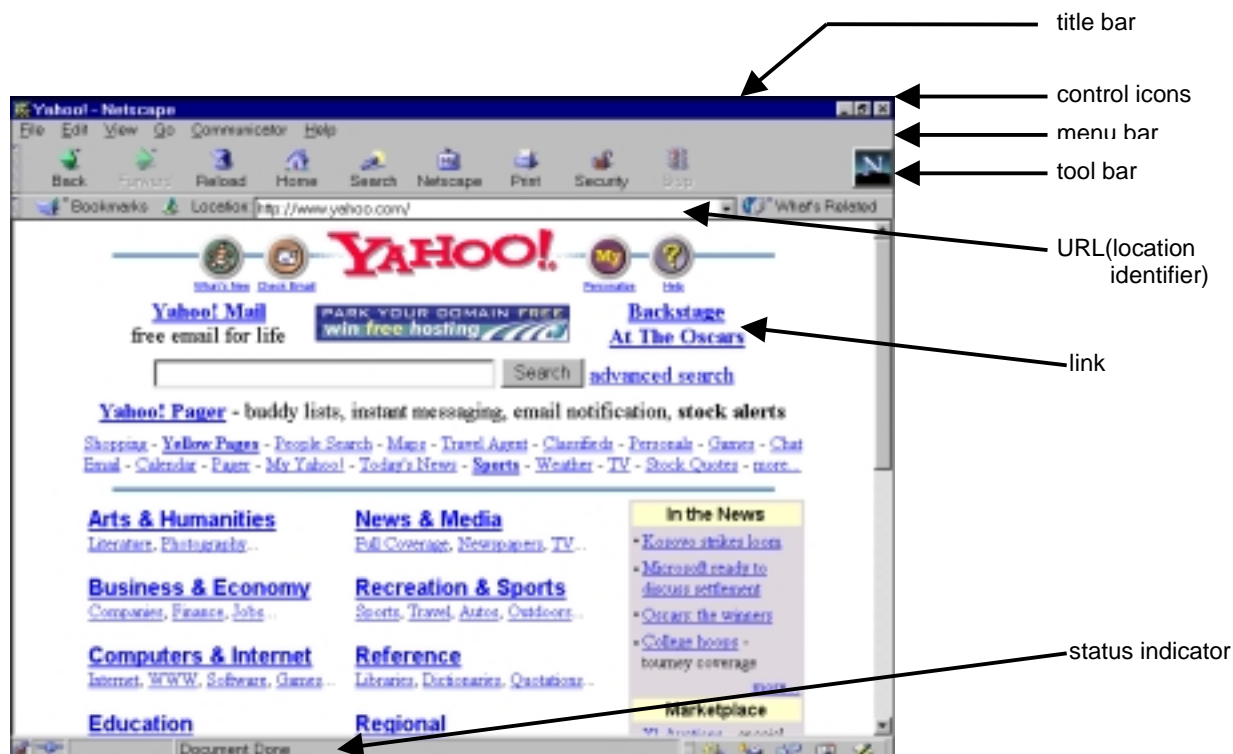 title bar
Yahoo! - Netscape
control icons
File Edit View Go Communicator Help
menu bar
Back Forward Reload Home Search Netscape Print Security Stop
tool bar
Bookmarks Location http://www.yahoo.com/ What's Related
URL(location
identifier)
YAHOO!
My
What's New Check Email Personalize Help
Yahoo! Mail
free email for life
PARK YOUR DOMAIN FREE
win free hosting
Backstage
At The Oscars
link
Search advanced search
Yahoo! Pager - buddy lists, instant messaging, email notification, stock alerts
Shopping - Yellow Pages - People Search - Maps - Travel Agent - Classifieds - Personals - Games - Chat
Email - Calendar - Pager - My Yahoo! - Today's News - Sports - Weather - TV - Stock Quotes - more...
Arts & Humanities
Literature, Photography...
News & Media
Full Coverage, Newspapers, TV...
Business & Economy
Companies, Finance, Jobs...
Recreation & Sports
Sports, Travel, Autos, Outdoors...
Computers & Internet
Internet, WWW, Software, Games...
Reference
Libraries, Dictionaries, Quotations...
Education
Regional
In the News
Kosovo strikes loom
Microsoft ready to
discuss settlement
Oscars: the winners
College hoops -
tourney coverage
more...
Marketplace
status indicator
Document Done